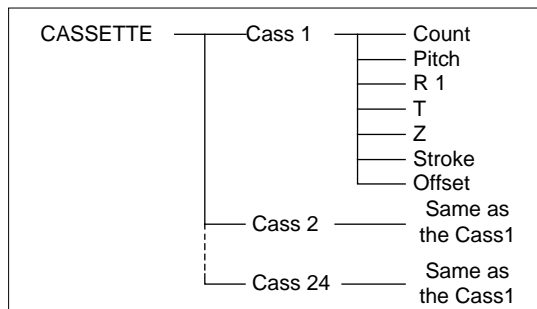 CASSETTE Cass 1 Count
Pitch
R 1
T
Z
Stroke
Offset
Cass 2 Same as
the Cass1
Cass 24 Same as
the Cass1